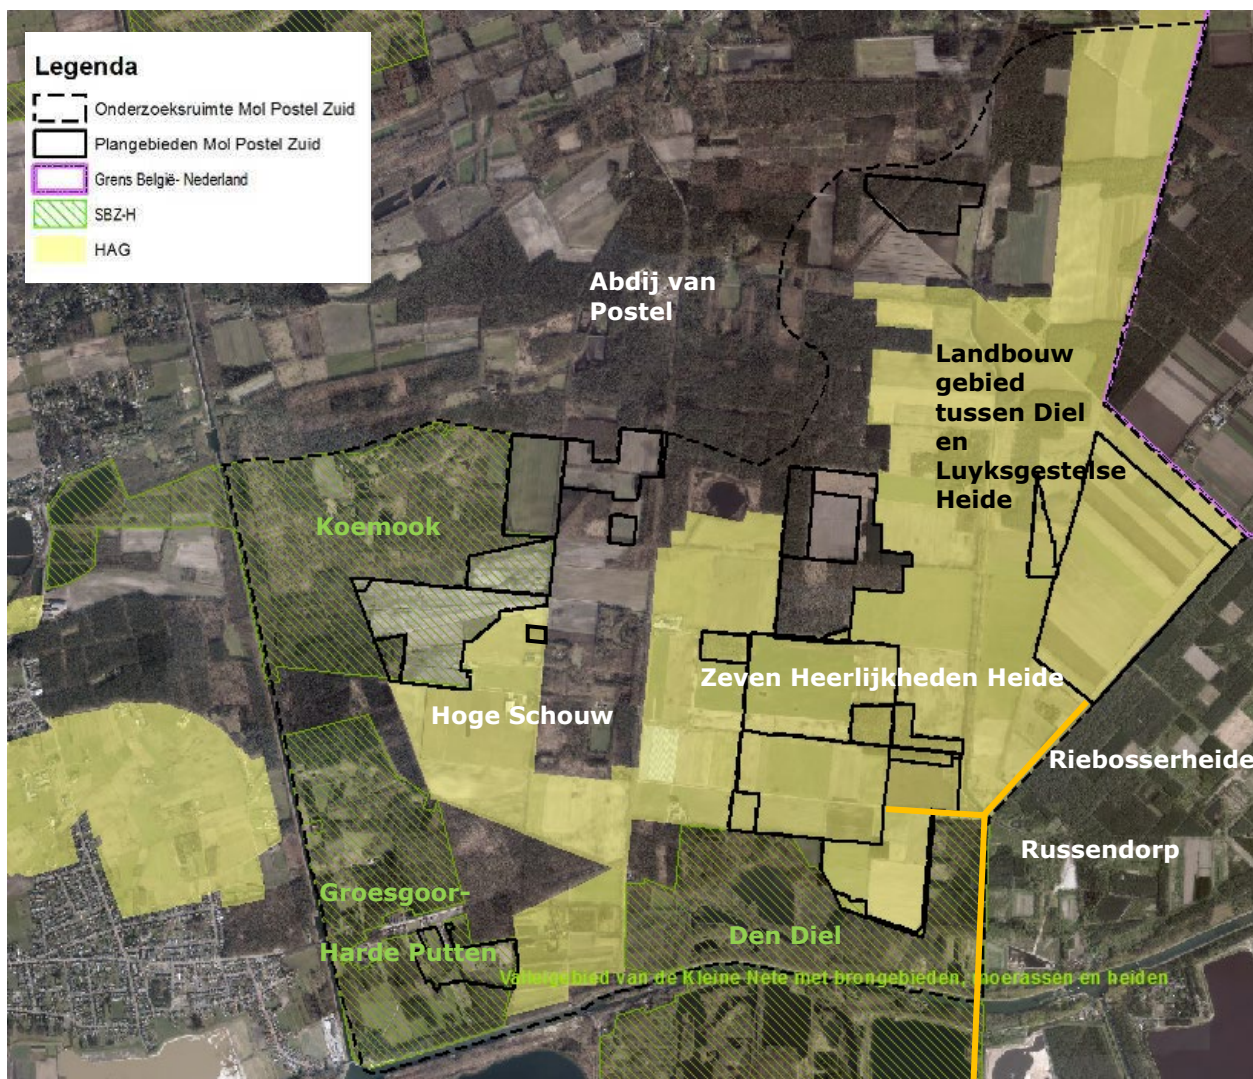 Legenda
Onderzoeksruimte Mol Postel Zuid
Plangebieden Mol Postel Zuid
Grens België- Nederland
SBZ-H
HAG
Abdij van
Postel
Landbouw
gebied
tussen Diel
en
Luyksgestelse
Heide
Koemook
Zeven Heerlijkheden Heide
Hoge Schouw
Riebosserheide
Russendorp
Groesgoor-
Harde Putten
Den Diel
Valleigebied van de Kleine Nete met brongebieden, moerassen en heiden